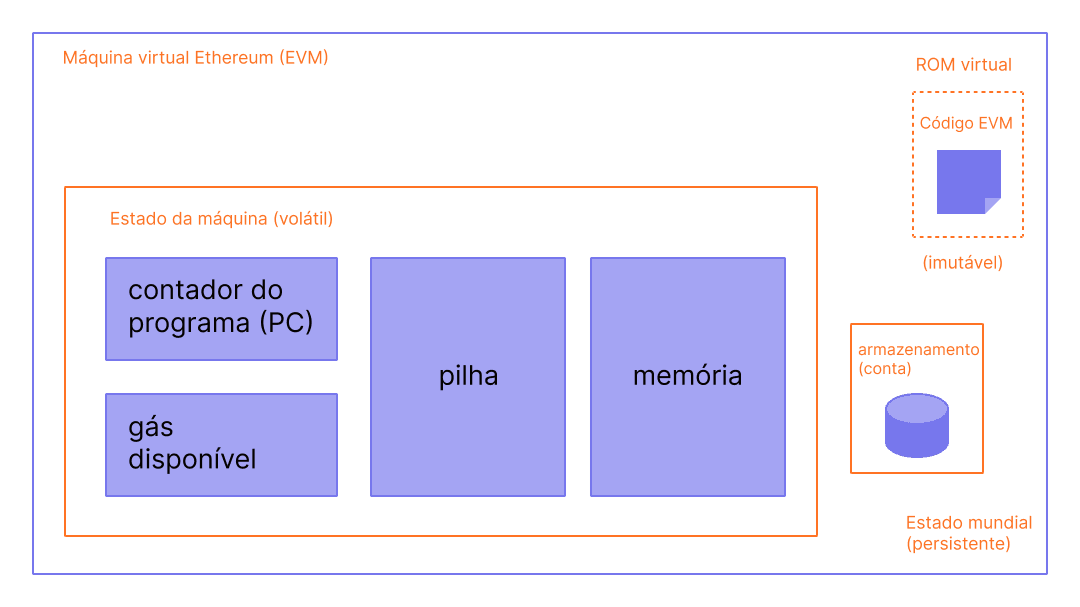 Máquina virtual Ethereum (EVM)
ROM virtual
Código EVM
(imutável)
Estado da máquina (volátil)
contador do
programa (PC)
gás
disponível
pilha
memória
armazenamento
(conta)
Estado mundial
(persistente)